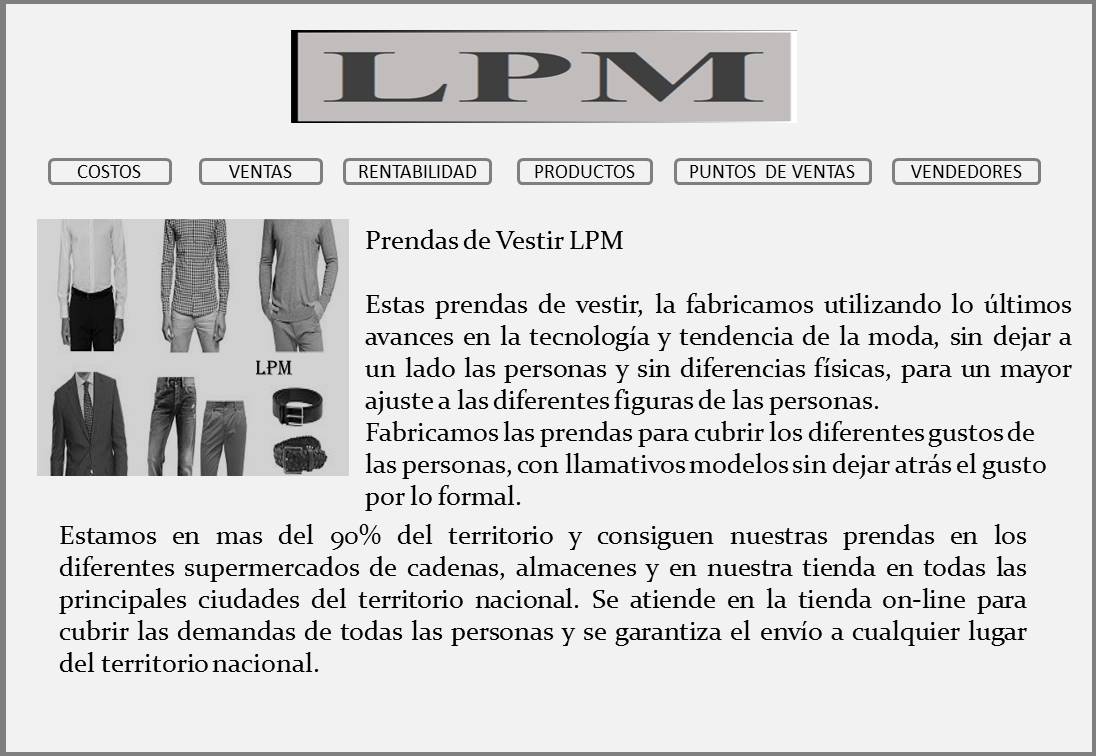 LPM
COSTOS VENTAS RENTABILIDAD PRODUCTOS PUNTOS DE VENTAS VENDEDORES
LPM
Prendas de Vestir LPM
Estas prendas de vestir, la fabricamos utilizando lo últimos
avances en la tecnología y tendencia de la moda, sin dejar a
un lado las personas y sin diferencias físicas, para un mayor
ajuste a las diferentes figuras de las personas.
Fabricamos las prendas para cubrir los diferentes gustos de
las personas, con llamativos modelos sin dejar atrás el gusto
por lo formal.
Estamos en mas del 90% del territorio y consiguen nuestras prendas en los
diferentes supermercados de cadenas, almacenes y en nuestra tienda en todas las
principales ciudades del territorio nacional. Se atiende en la tienda on-line para
cubrir las demandas de todas las personas y se garantiza el envío a cualquier lugar
del territorio nacional.